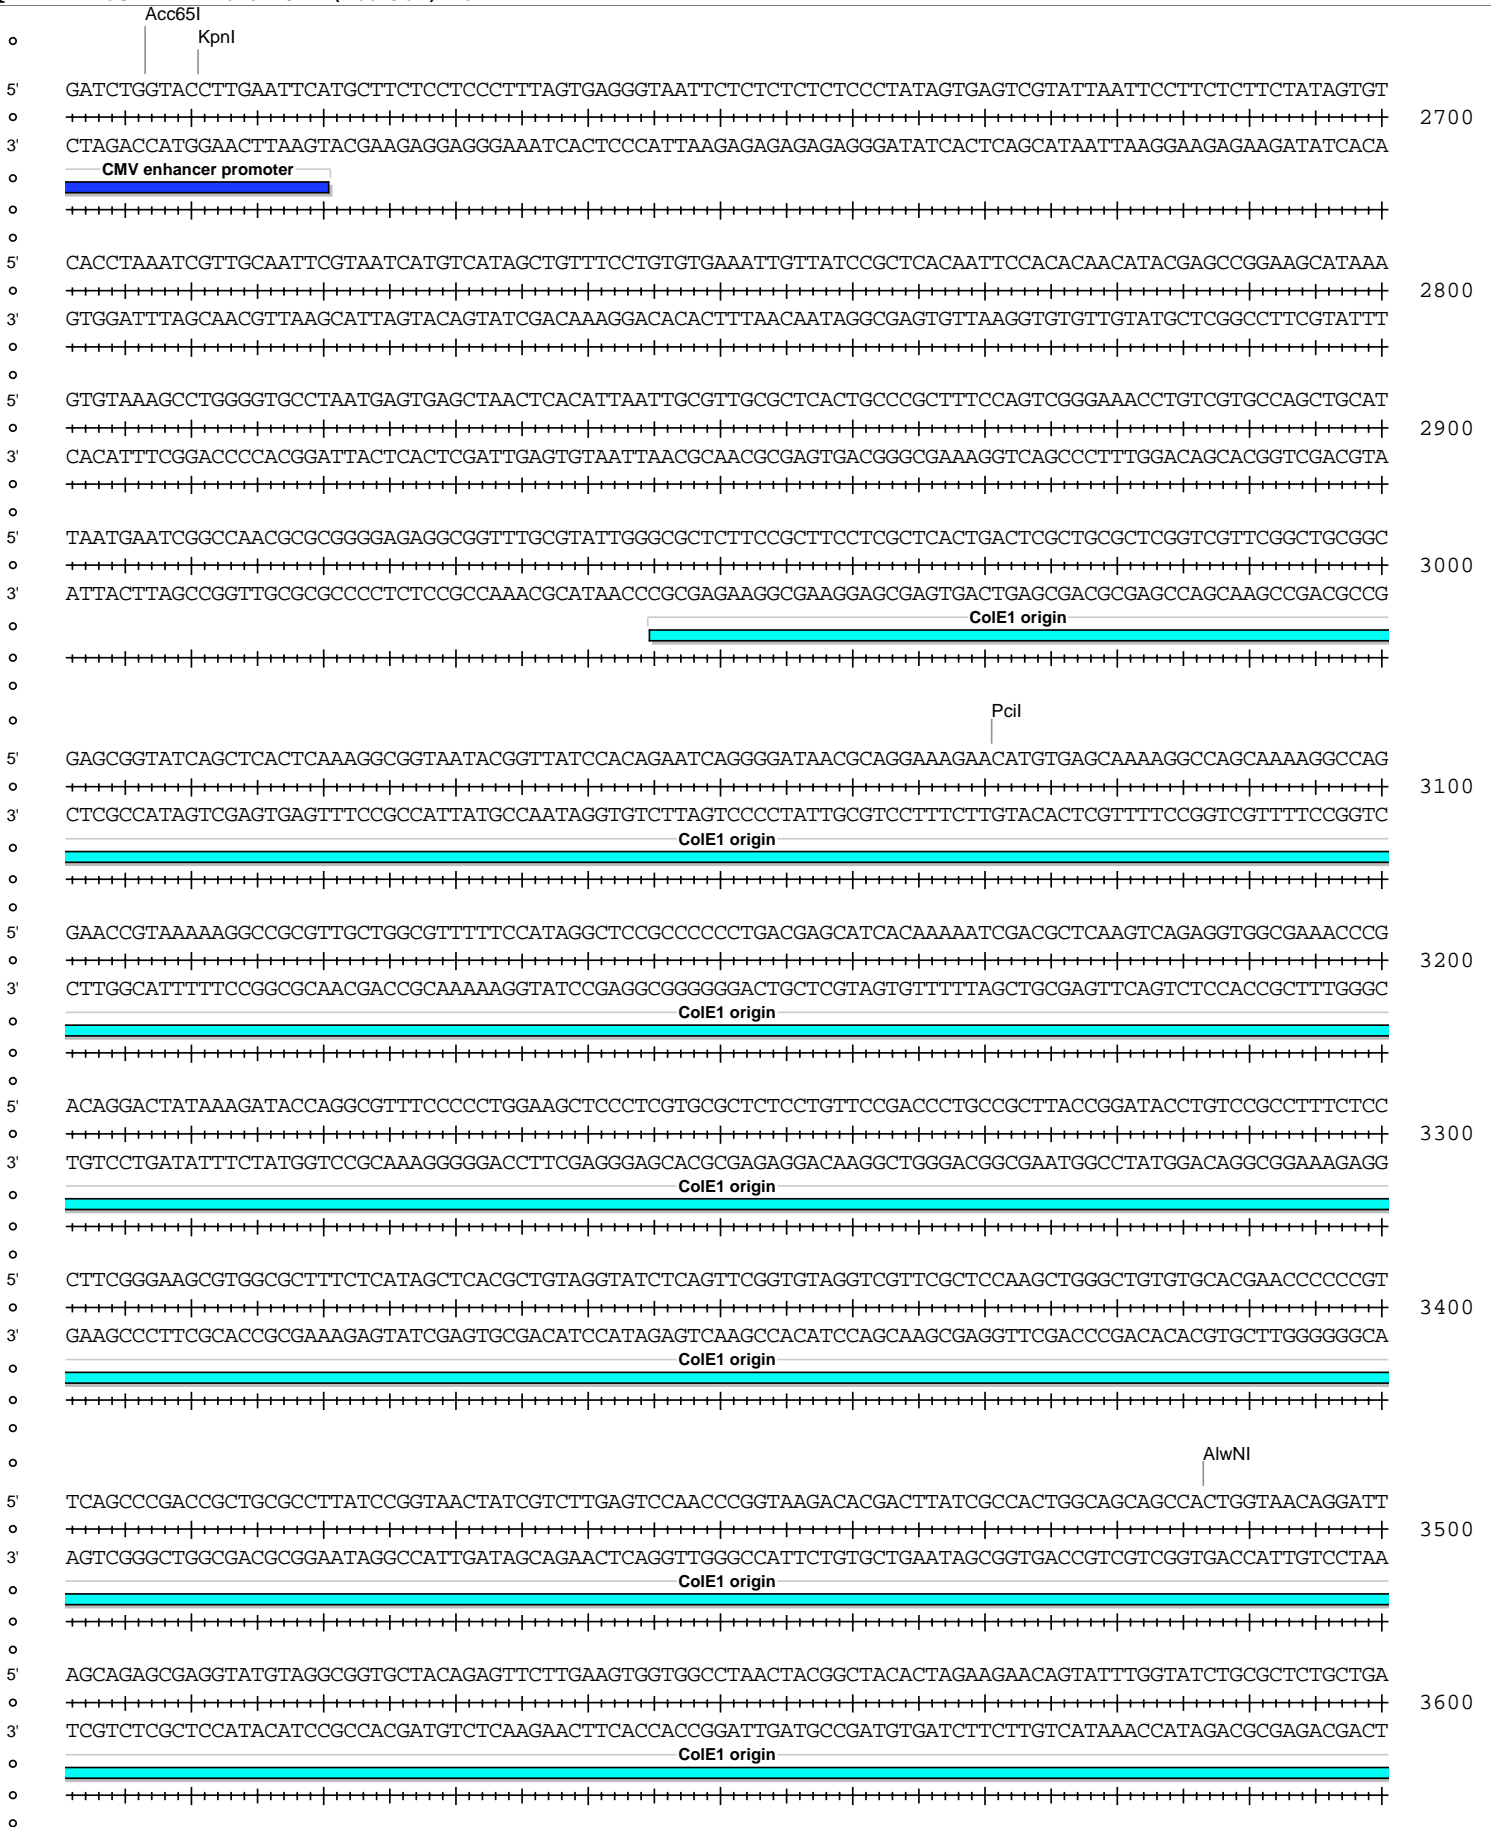 Acc65I
KpnI
5' GATCTGGTACCTTGAATTCATGCTTCTCCTCCCTTTAGTGAGGGTAATTCTCTCTCTCTCCCTATAGTGAGTCGTATTAATTCCTTCTCTTCTATAGTGT
2700
3' CTAGACCATGGAACTTAAGTACGAAGAGGAGGGAAATCACTCCCATTAAGAGAGAGAGAGGGATATCACTCAGCATAATTAAGGAAGAGAAGATATCACA
CMV enhancer promoter
5' CACCTAAATCGTTGCAATTCGTAATCATGTCATAGCTGTTTCCTGTGTGAAATTGTTATCCGCTCACAATTCCACACAACATACGAGCCGGAAGCATAAA
2800
3' GTGGATTTAGCAACGTTAAGCATTAGTACAGTATCGACAAAGGACACACTTTAACAATAGGCGAGTGTTAAGGTGTGTTGTATGCTCGGCCTTCGTATTT
5' GTGTAAAGCCTGGGGTGCCTAATGAGTGAGCTAACTCACATTAATTGCGTTGCGCTCACTGCCCGCTTTCCAGTCGGGAAACCTGTCGTGCCAGCTGCAT
2900
3' CACATTTCGGACCCCACGGATTACTCACTCGATTGAGTGTAATTAACGCAACGCGAGTGACGGGCGAAAGGTCAGCCCTTTGGACAGCACGGTCGACGTA
5' TAATGAATCGGCCAACGCGCGGGGAGAGGCGGTTTGCGTATTGGGCGCTCTTCCGCTTCCTCGCTCACTGACTCGCTGCGCTCGGTCGTTCGGCTGCGGC
3000
3' ATTACTTAGCCGGTTGCGCGCCCCTCTCCGCCAAACGCATAACCCGCGAGAAGGCGAAGGAGCGAGTGACTGAGCGACGCGAGCCAGCAAGCCGACGCCG
ColE1 origin
PciI
5' GAGCGGTATCAGCTCACTCAAAGGCGGTAATACGGTTATCCACAGAATCAGGGGATAACGCAGGAAAGAACATGTGAGCAAAAGGCCAGCAAAAGGCCAG
3100
3' CTCGCCATAGTCGAGTGAGTTTCCGCCATTATGCCAATAGGTGTCTTAGTCCCCTATTGCGTCCTTTCTTGTACACTCGTTTTCCGGTCGTTTTCCGGTC
ColE1 origin
5' GAACCGTAAAAAGGCCGCGTTGCTGGCGTTTTTCCATAGGCTCCGCCCCCCTGACGAGCATCACAAAAATCGACGCTCAAGTCAGAGGTGGCGAAACCCG
3200
3' CTTGGCATTTTTCCGGCGCAACGACCGCAAAAAGGTATCCGAGGCGGGGGGACTGCTCGTAGTGTTTTTAGCTGCGAGTTCAGTCTCCACCGCTTTGGGC
ColE1 origin
5' ACAGGACTATAAAGATACCAGGCGTTTCCCCCTGGAAGCTCCCTCGTGCGCTCTCCTGTTCCGACCCTGCCGCTTACCGGATACCTGTCCGCCTTTCTCC
3300
3' TGTCCTGATATTTCTATGGTCCGCAAAGGGGGACCTTCGAGGGAGCACGCGAGAGGACAAGGCTGGGACGGCGAATGGCCTATGGACAGGCGGAAAGAGG
ColE1 origin
5' CTTCGGGAAGCGTGGCGCTTTCTCATAGCTCACGCTGTAGGTATCTCAGTTCGGTGTAGGTCGTTCGCTCCAAGCTGGGCTGTGTGCACGAACCCCCCGT
3400
3' GAAGCCCTTCGCACCGCGAAAGAGTATCGAGTGCGACATCCATAGAGTCAAGCCACATCCAGCAAGCGAGGTTCGACCCGACACACGTGCTTGGGGGGCA
ColE1 origin
AlwNI
5' TCAGCCCGACCGCTGCGCCTTATCCGGTAACTATCGTCTTGAGTCCAACCCGGTAAGACACGACTTATCGCCACTGGCAGCAGCCACTGGTAACAGGATT
3500
3' AGTCGGGCTGGCGACGCGGAATAGGCCATTGATAGCAGAACTCAGGTTGGGCCATTCTGTGCTGAATAGCGGTGACCGTCGTCGGTGACCATTGTCCTAA
ColE1 origin
5' AGCAGAGCGAGGTATGTAGGCGGTGCTACAGAGTTCTTGAAGTGGTGGCCTAACTACGGCTACACTAGAAGAACAGTATTTGGTATCTGCGCTCTGCTGA
3600
3' TCGTCTCGCTCCATACATCCGCCACGATGTCTCAAGAACTTCACCACCGGATTGATGCCGATGTGATCTTCTTGTCATAAACCATAGACGCGAGACGACT
ColE1 origin